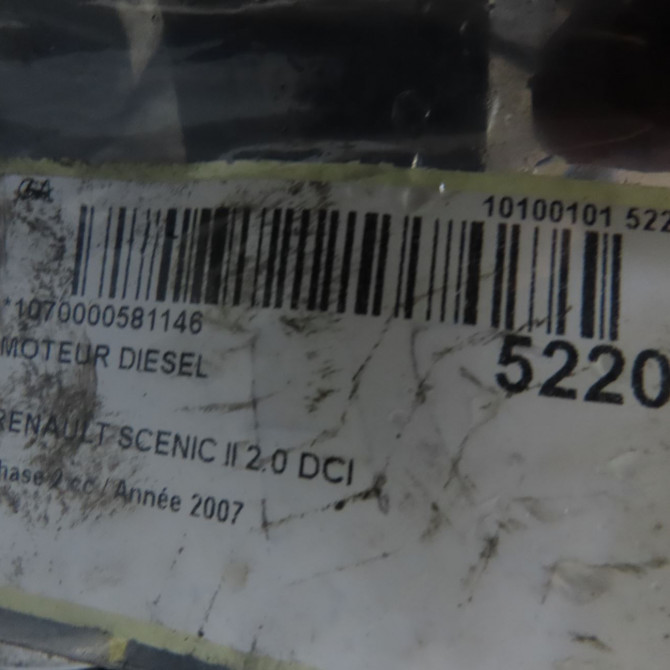 10100101 522
*1070000581146
MOTEUR DIESEL
5220
RENAULT SCENIC II 2.0 DCI
hase 2 cc / Année 2007